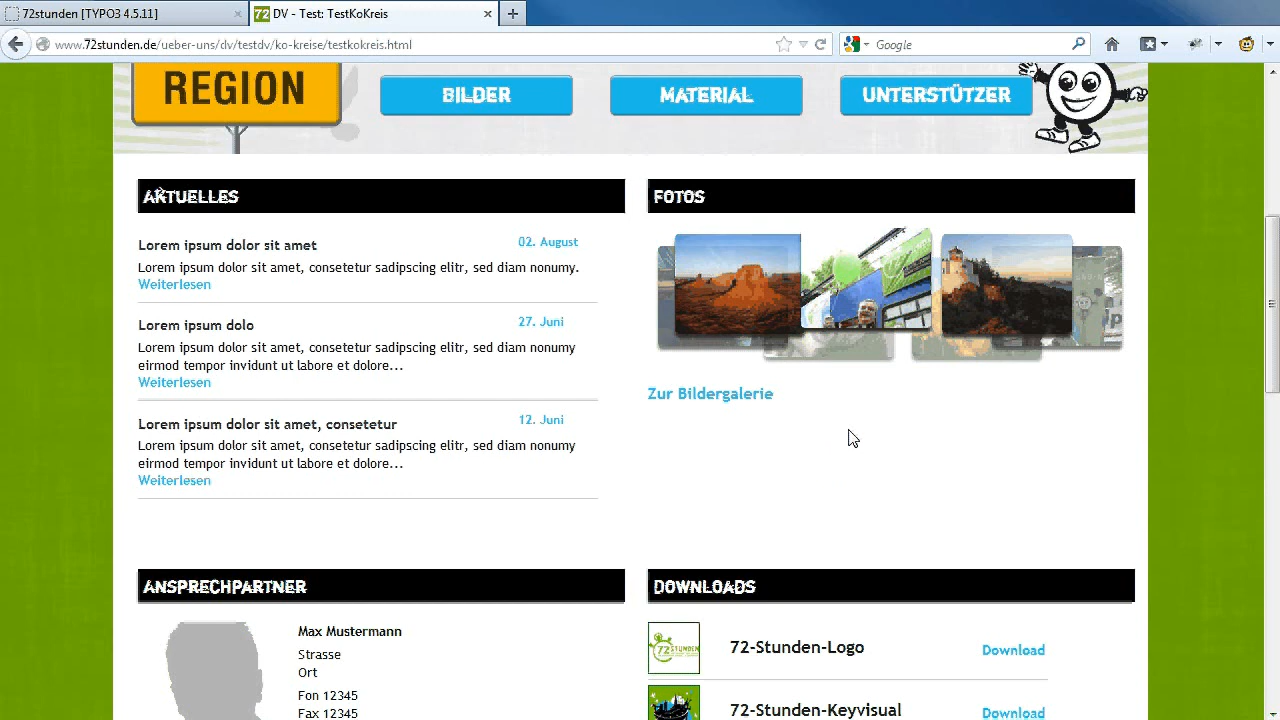 72stunden [TYPO3 4.5.11]
72 DV - Test: TestKoKreis
www.72stunden.de/ueber-uns/dv/testdv/ko-kreise/testkokreis.html
Google
REGION
BILDER
MATERIAL
UNTERSTÜTZER
AKTUELLES
Lorem ipsum dolor sit amet
02. August
Lorem ipsum dolor sit amet, consetetur sadipscing elitr, sed diam nonumy.
Weiterlesen
Lorem ipsum dolo
27. Juni
Lorem ipsum dolor sit amet, consetetur sadipscing elitr, sed diam nonumy
eirmod tempor invidunt ut labore et dolore...
Weiterlesen
Lorem ipsum dolor sit amet, consetetur
12. Juni
Lorem ipsum dolor sit amet, consetetur sadipscing elitr, sed diam nonumy
eirmod tempor invidunt ut labore et dolore...
Weiterlesen
FOTOS
Zur Bildergalerie
ANSPRECHPARTNER
Max Mustermann
Strasse
Ort
Fon 12345
Fax 12345
DOWNLOADS
72STUNDEN
72-Stunden-Logo
Download
72-Stunden-Keyvisual
Download